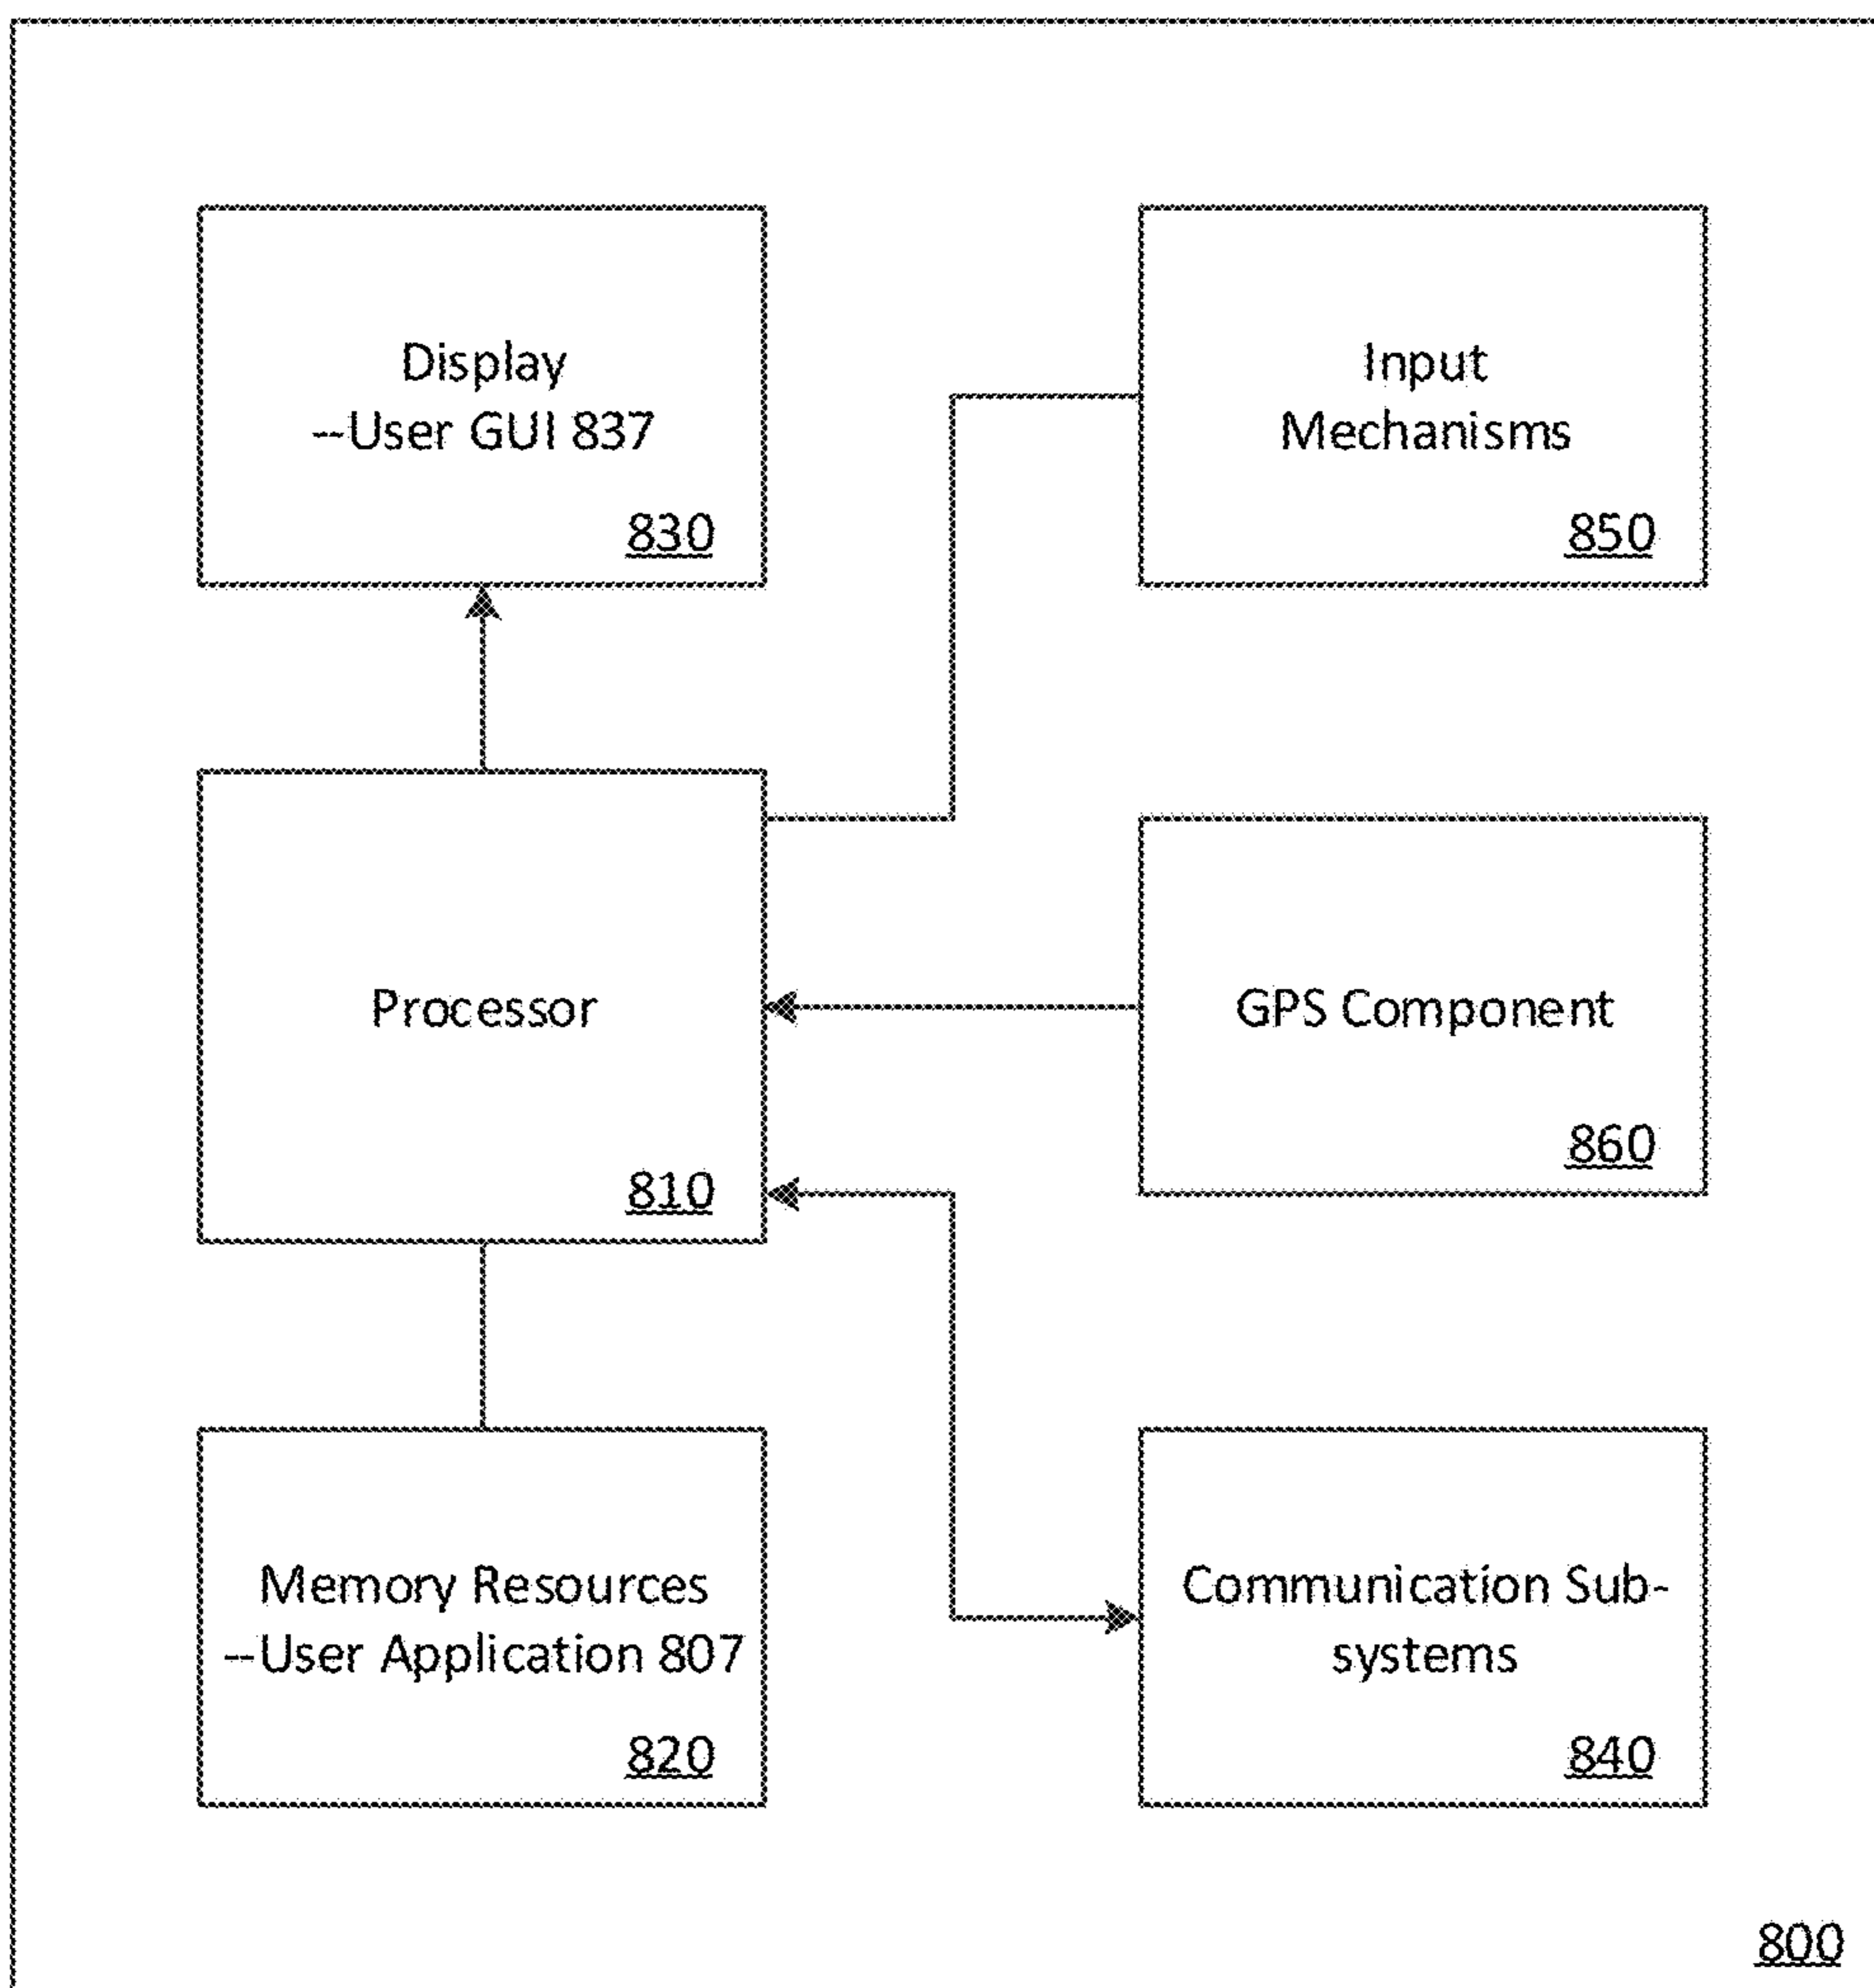 Display
--User GUI 837
830
Input
Mechanisms
850
Processor
810
GPS Component
860
Memory Resources
--User Application 807
820
Communication Sub-
systems
840
800